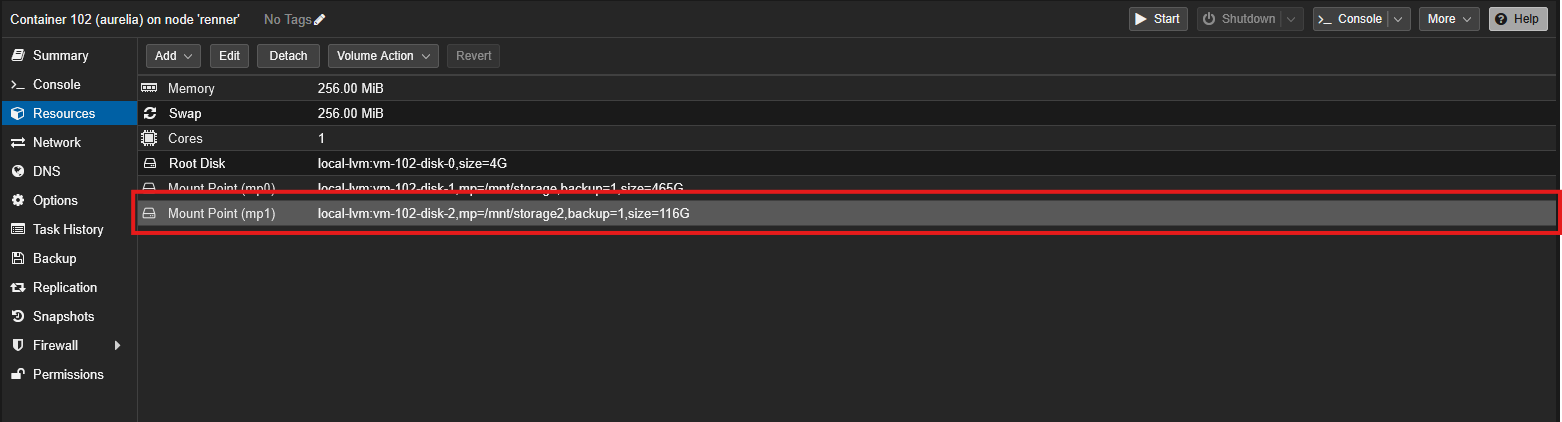 Container 102 (aurelia) on node 'renner' No Tags Start Shutdown Console More Help
Summary
Console
Resources
Network
DNS
Options
Task History
Backup
Replication
Snapshots
Firewall
Permissions
Add Edit Detach Volume Action Revert
Memory 256.00 MiB
Swap 256.00 MiB
Cores 1
Root Disk local-lvm:vm-102-disk-0,size=4G
Mount Point (mp0) local-lvm:vm-102-disk-1,mp=/mnt/storage,backup=1,size=465G
Mount Point (mp1) local-lvm:vm-102-disk-2,mp=/mnt/storage2,backup=1,size=116G